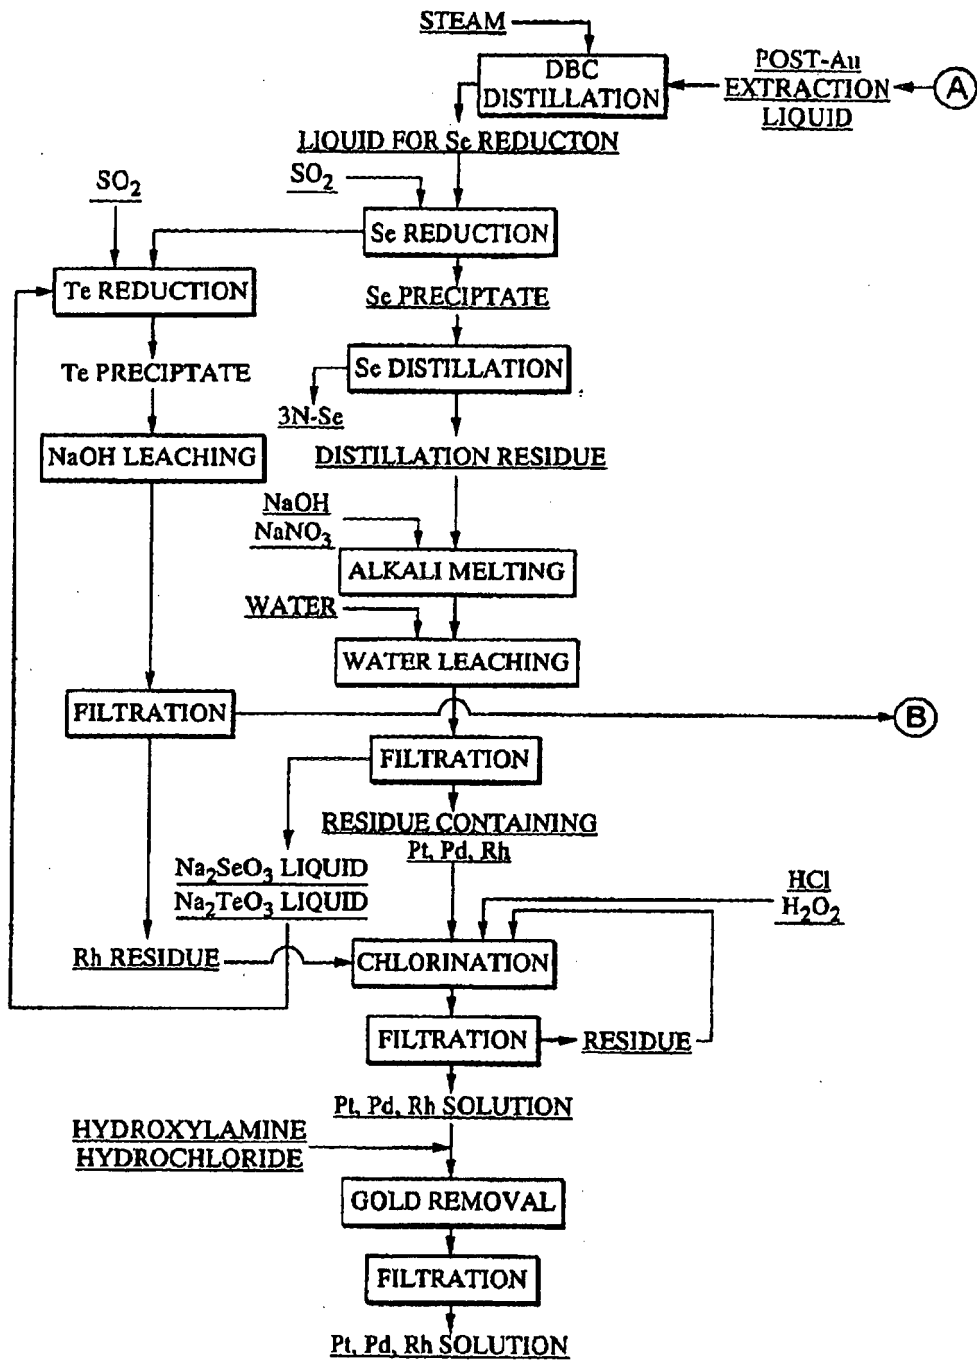 STEAM
DBC
DISTILLATION
POST-Au
EXTRACTION
LIQUID
A
LIQUID FOR Se REDUCTON
SO2
SO2
Se REDUCTION
Te REDUCTION
Se PRECIPTATE
Te PRECIPTATE
Se DISTILLATION
3N-Se
NaOH LEACHING
DISTILLATION RESIDUE
NaOH
NaNO3
ALKALI MELTING
WATER
WATER LEACHING
FILTRATION
B
FILTRATION
RESIDUE CONTAINING
Pt, Pd, Rh
Na2SeO3 LIQUID
Na2TeO3 LIQUID
HCl
H2O2
Rh RESIDUE
CHLORINATION
FILTRATION
RESIDUE
Pt, Pd, Rh SOLUTION
HYDROXYLAMINE
HYDROCHLORIDE
GOLD REMOVAL
FILTRATION
Pt, Pd, Rh SOLUTION